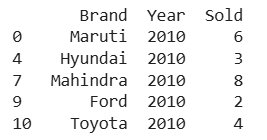 Brand Year Sold
0 Maruti 2010 6
4 Hyundai 2010 3
7 Mahindra 2010 8
9 Ford 2010 2
10 Toyota 2010 4